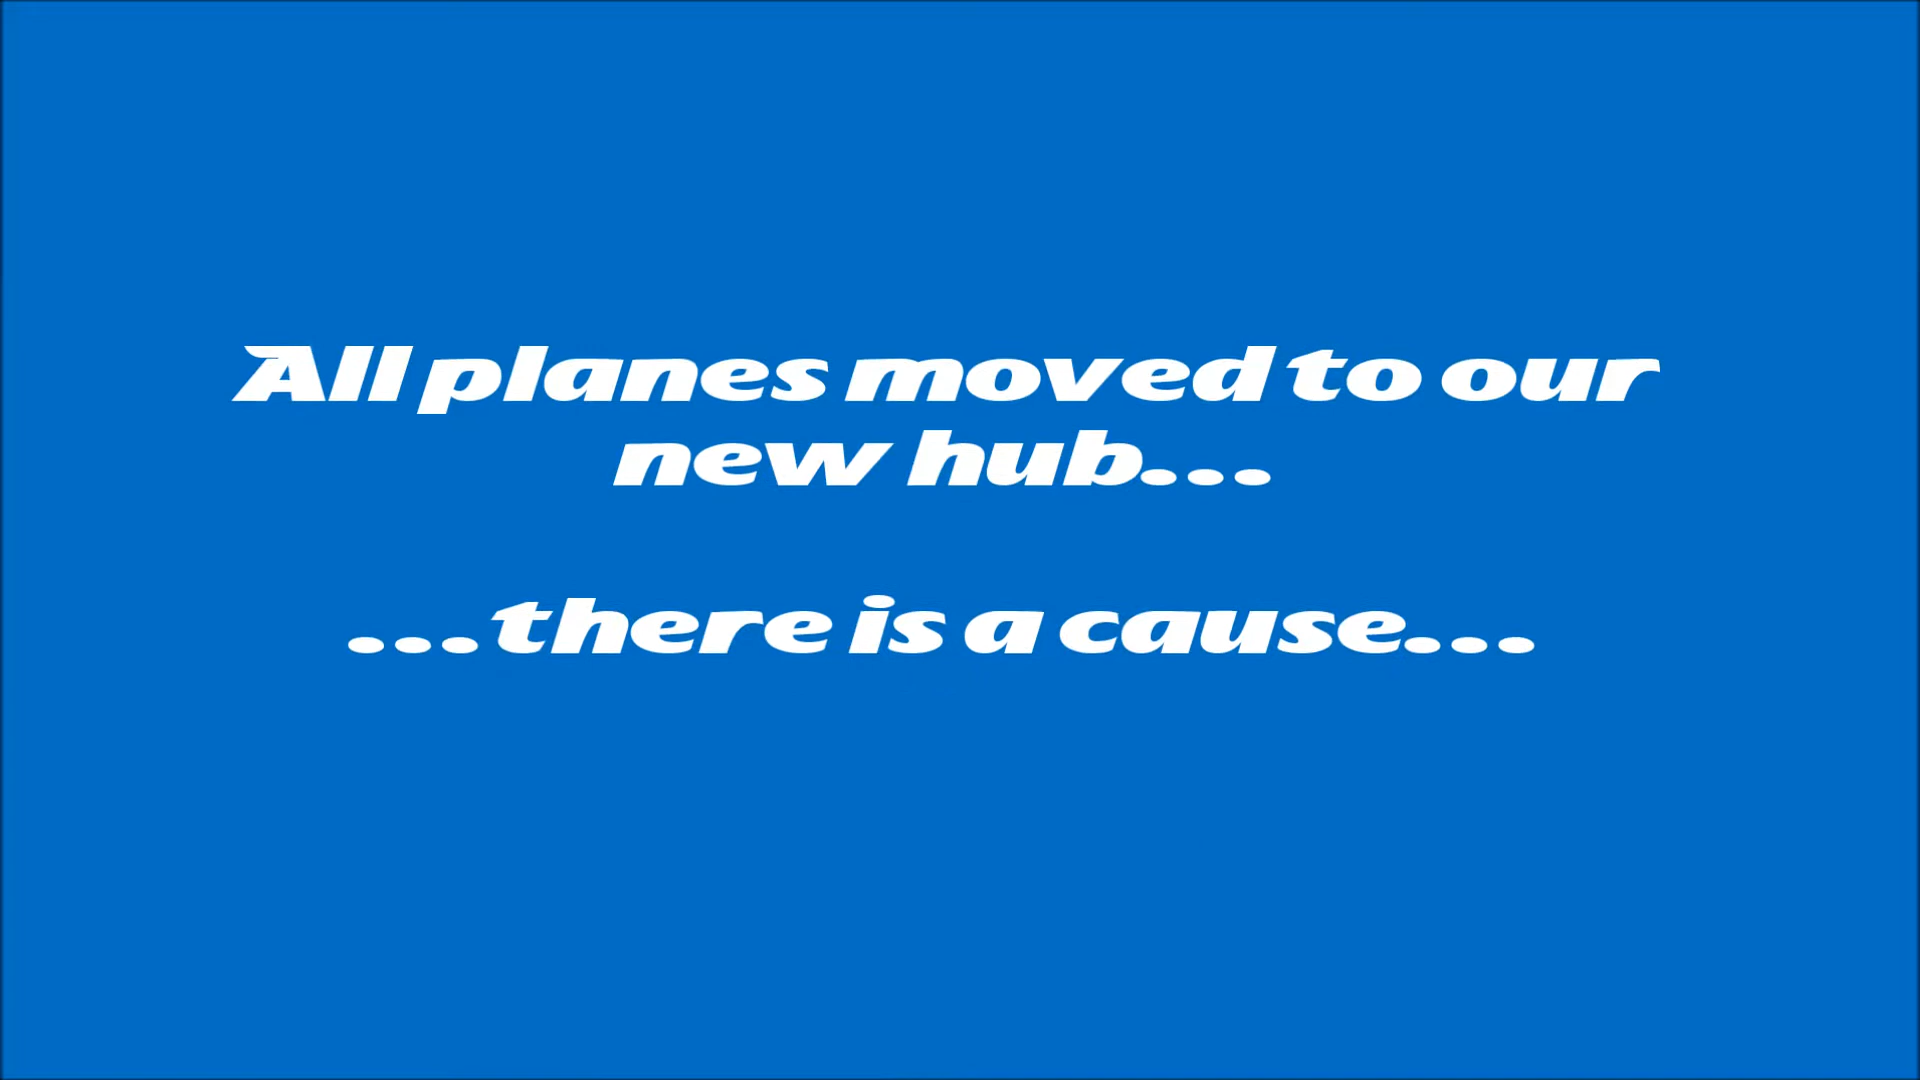 All planes moved to our
new hub...
...there is a cause...